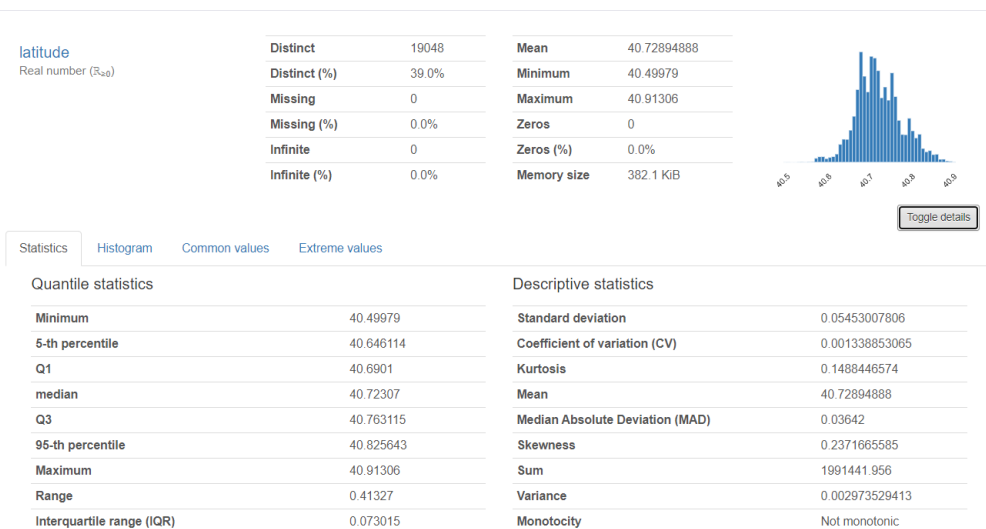 latitude
Real number (ℝ≥0)
Distinct 19048
Distinct (%) 39.0%
Missing 0
Missing (%) 0.0%
Infinite 0
Infinite (%) 0.0%
Mean 40.72894888
Minimum 40.49979
Maximum 40.91306
Zeros 0
Zeros (%) 0.0%
Memory size 382.1 KiB
40.5 40.6 40.7 40.8 40.9
Toggle details
Statistics Histogram Common values Extreme values
Quantile statistics
Minimum 40.49979
5-th percentile 40.646114
Q1 40.6901
median 40.72307
Q3 40.763115
95-th percentile 40.825643
Maximum 40.91306
Range 0.41327
Interquartile range (IQR) 0.073015
Descriptive statistics
Standard deviation 0.05453007806
Coefficient of variation (CV) 0.001338853065
Kurtosis 0.1488446574
Mean 40.72894888
Median Absolute Deviation (MAD) 0.03642
Skewness 0.2371665585
Sum 1991441.956
Variance 0.002973529413
Monotocity Not monotonic